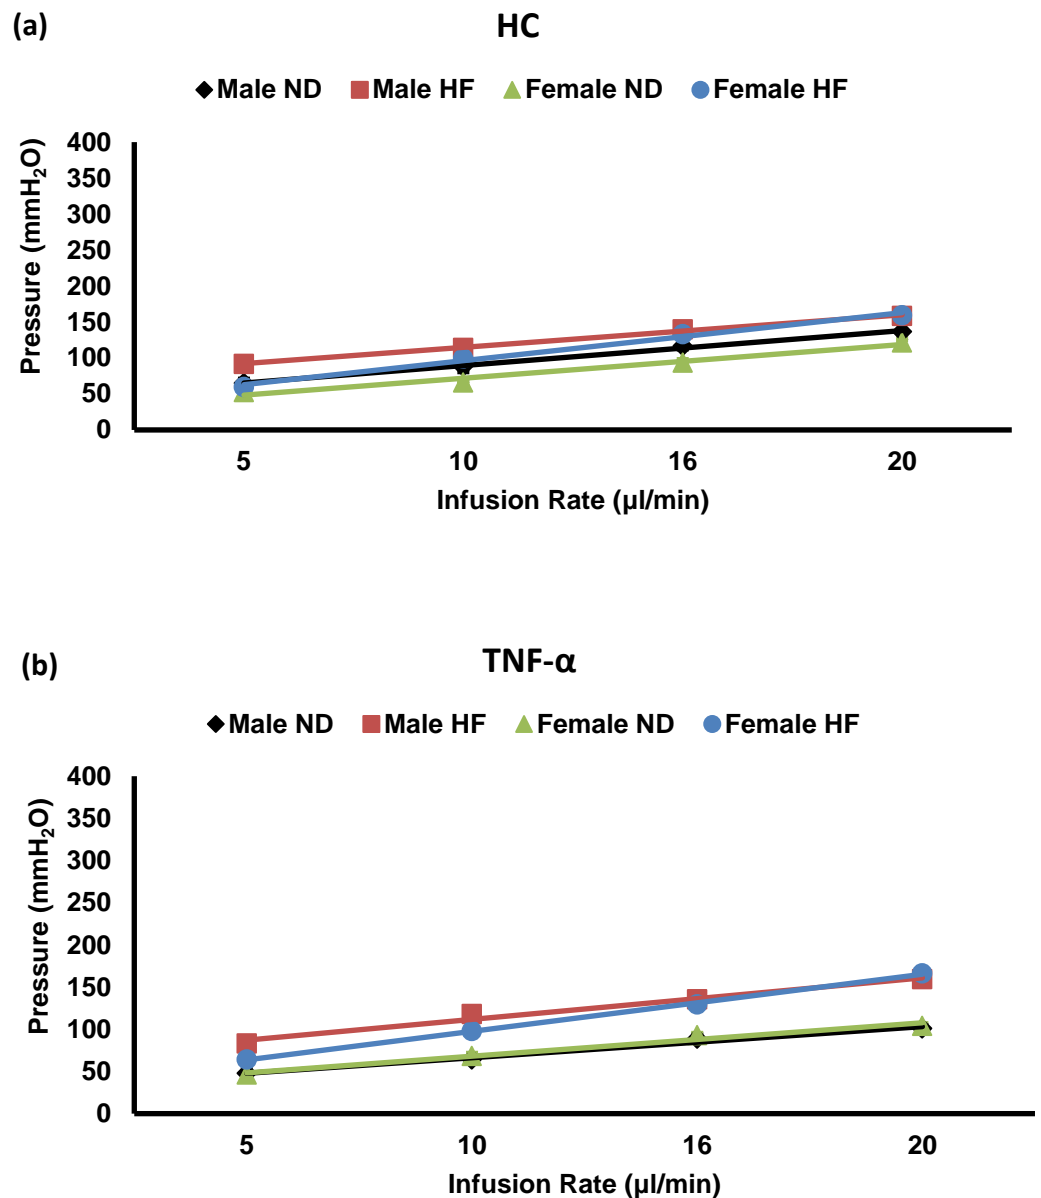 (a)
HC
Male ND Male HF Female ND Female HF
Pressure (mmH₂O)
400
350
300
250
200
150
100
50
0
5 10 16 20
Infusion Rate (µl/min)
(b)
TNF-α
Male ND Male HF Female ND Female HF
Pressure (mmH₂O)
400
350
300
250
200
150
100
50
0
5 10 16 20
Infusion Rate (µl/min)